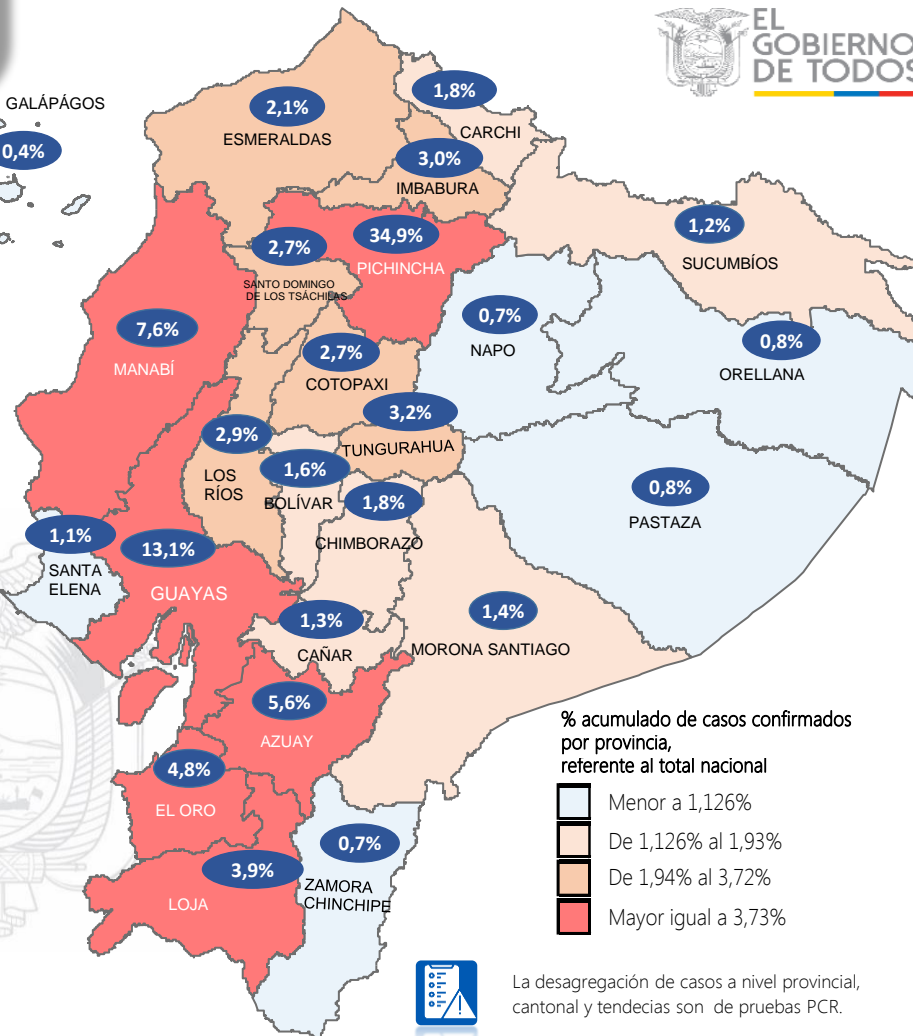 EL
GOBIERNO
DE TODOS
GALÁPÁGOS
0,4%
2,1%
ESMERALDAS
1,8%
CARCHI
3,0%
IMBABURA
1,2%
SUCUMBÍOS
2,7%
SANTO DOMINGO
DE LOS TSÁCHILAS
34,9%
PICHINCHA
0,7%
NAPO
0,8%
ORELLANA
7,6%
MANABÍ
2,7%
COTOPAXI
3,2%
TUNGURAHUA
2,9%
LOS
RÍOS
1,6%
BOLÍVAR
1,8%
CHIMBORAZO
0,8%
PASTAZA
1,1%
SANTA
ELENA
13,1%
GUAYAS
1,3%
CAÑAR
1,4%
MORONA SANTIAGO
5,6%
AZUAY
4,8%
EL ORO
3,9%
LOJA
0,7%
ZAMORA
CHINCHIPE
% acumulado de casos confirmados
por provincia,
referente al total nacional
Menor a 1,126%
De 1,126% al 1,93%
De 1,94% al 3,72%
Mayor igual a 3,73%
La desagregación de casos a nivel provincial,
cantonal y tendecias son de pruebas PCR.